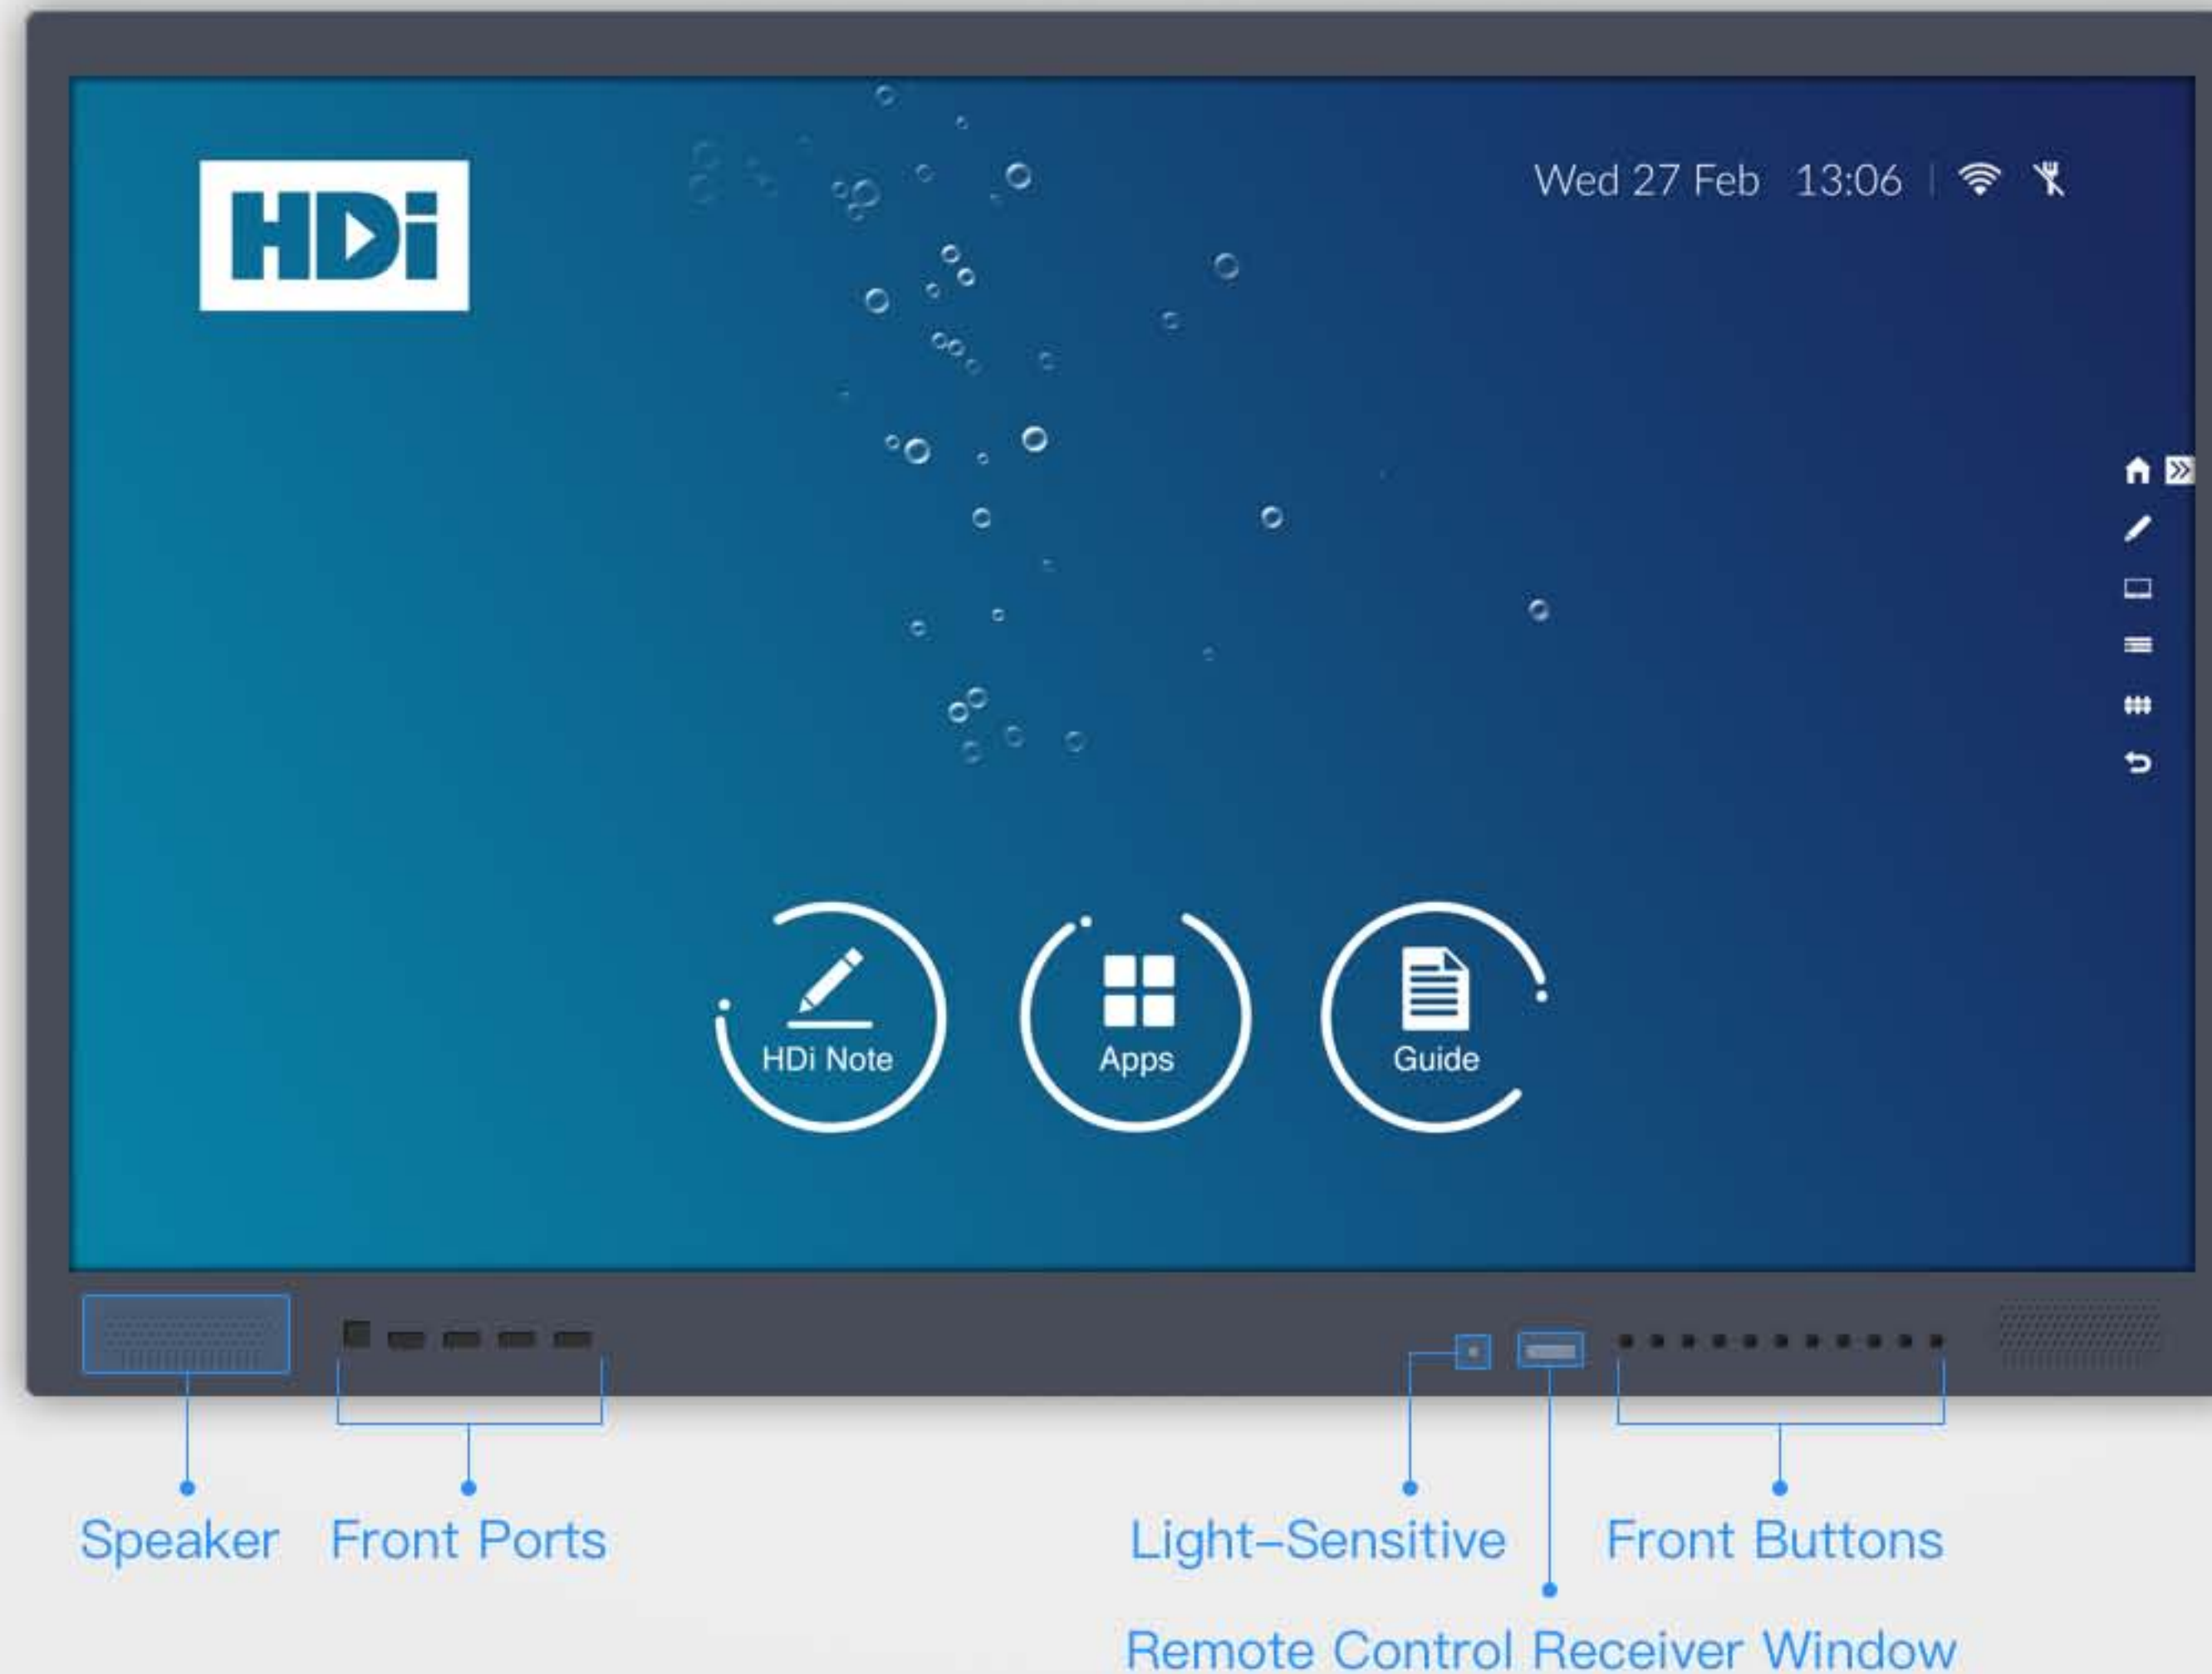 HDi
Wed 27 Feb 13:06
HDi Note
Apps
Guide
Speaker
Front Ports
Light-Sensitive
Front Buttons
Remote Control Receiver Window